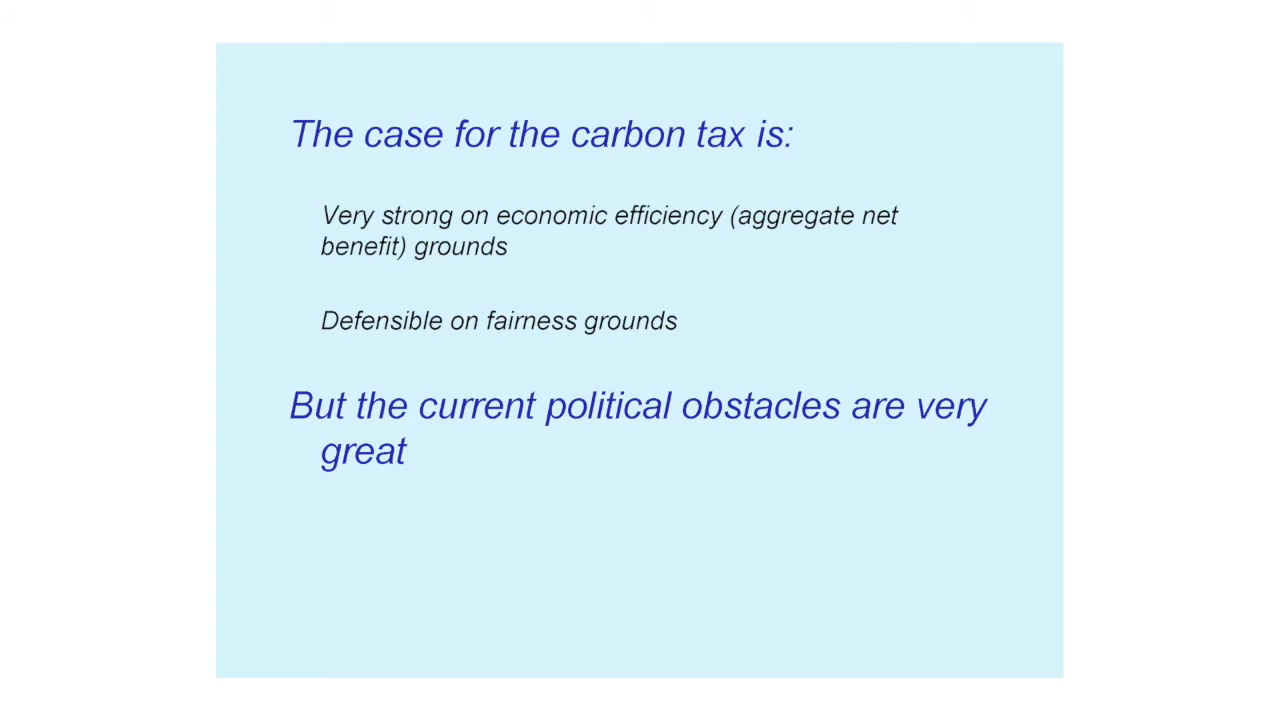 The case for the carbon tax is:
Very strong on economic efficiency (aggregate net
benefit) grounds
Defensible on fairness grounds
But the current political obstacles are very
great